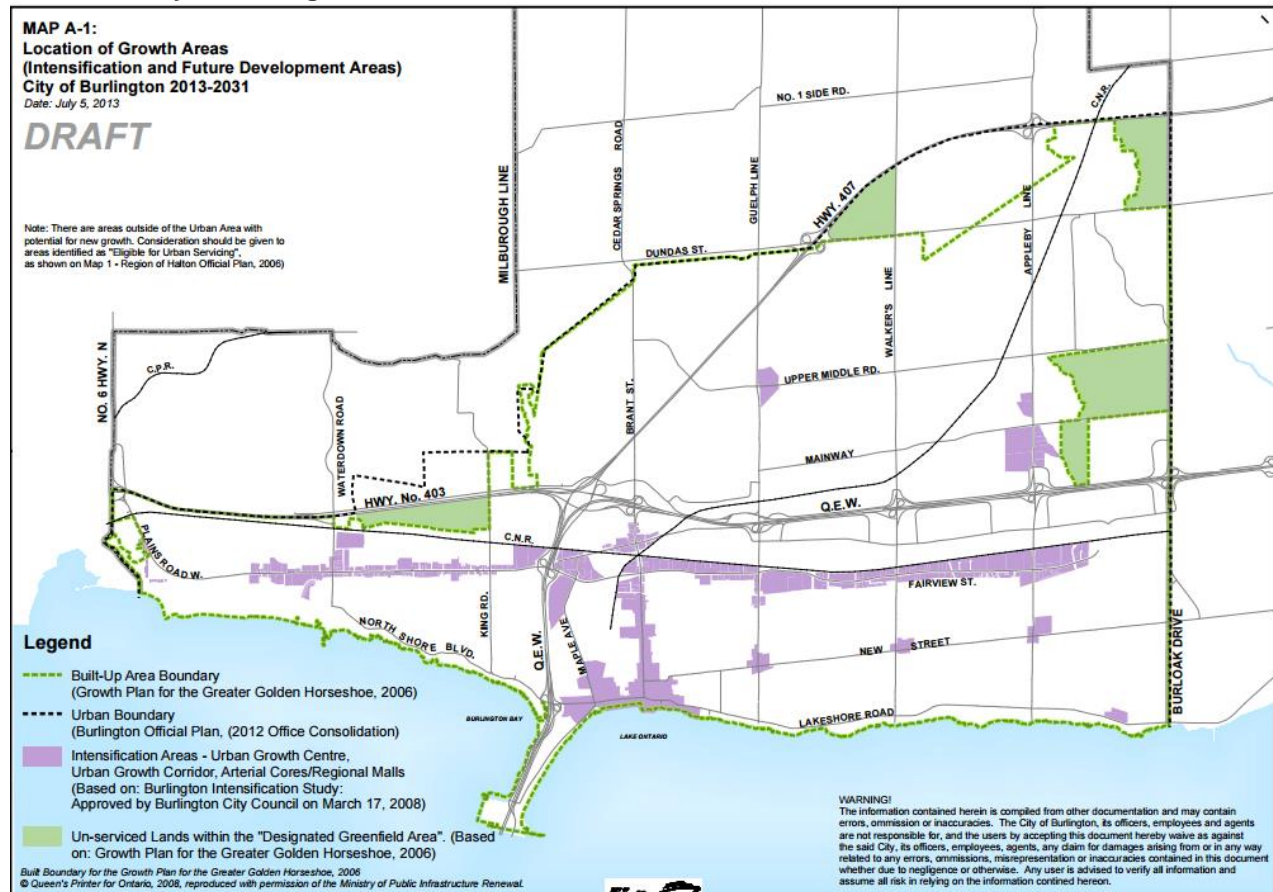 MAP A-1:
Location of Growth Areas
(Intensification and Future Development Areas)
City of Burlington 2013-2031
Date: July 5, 2013
DRAFT
Note: There are areas outside of the Urban Area with
potential for new growth. Consideration should be given to
areas identified as "Eligible for Urban Servicing",
as shown on Map 1 - Region of Halton Official Plan, 2006)
NO. 1 SIDE RD.
C.N.R.
MILBOROUGH LINE
CEDAR SPRINGS ROAD
GUELPH LINE
HWY. 407
APPLEBY LINE
DUNDAS ST.
WALKER'S LINE
NO. 6 HWY. N
C.P.R.
UPPER MIDDLE RD.
BRANT ST.
WATERDOWN ROAD
MAINWAY
HWY. No. 403
Q.E.W.
C.N.R.
PLAINS ROAD W.
FAIRVIEW ST.
KING RD.
NORTH SHORE BLVD.
Q.E.W.
MAPLE AVE
NEW STREET
BURLOAK DRIVE
LAKESHORE ROAD
BURLINGTON BAY
LAKE ONTARIO
Legend
Built-Up Area Boundary
(Growth Plan for the Greater Golden Horseshoe, 2006)
Urban Boundary
(Burlington Official Plan, (2012 Office Consolidation)
Intensification Areas - Urban Growth Centre,
Urban Growth Corridor, Arterial Cores/Regional Malls
(Based on: Burlington Intensification Study:
Approved by Burlington City Council on March 17, 2008)
Un-serviced Lands within the "Designated Greenfield Area". (Based
on: Growth Plan for the Greater Golden Horseshoe, 2006)
Built Boundary for the Growth Plan for the Greater Golden Horseshoe, 2006
© Queen's Printer for Ontario, 2008, reproduced with permission of the Ministry of Public Infrastructure Renewal.
WARNING!
The information contained herein is compiled from other documentation and may contain
errors, ommission or inaccuracies. The City of Burlington, its officers, employees and agents
are not responsible for, and the users by accepting this document hereby waive as against
the said City, its officers, employees, agents, any claim for damages arising from or in any way
related to any errors, ommissions, misrepresentation or inaccuracies contained in this document
whether due to negligence or otherwise. Any user is advised to verify all information and
assume all risk in relying on the information contined herein.